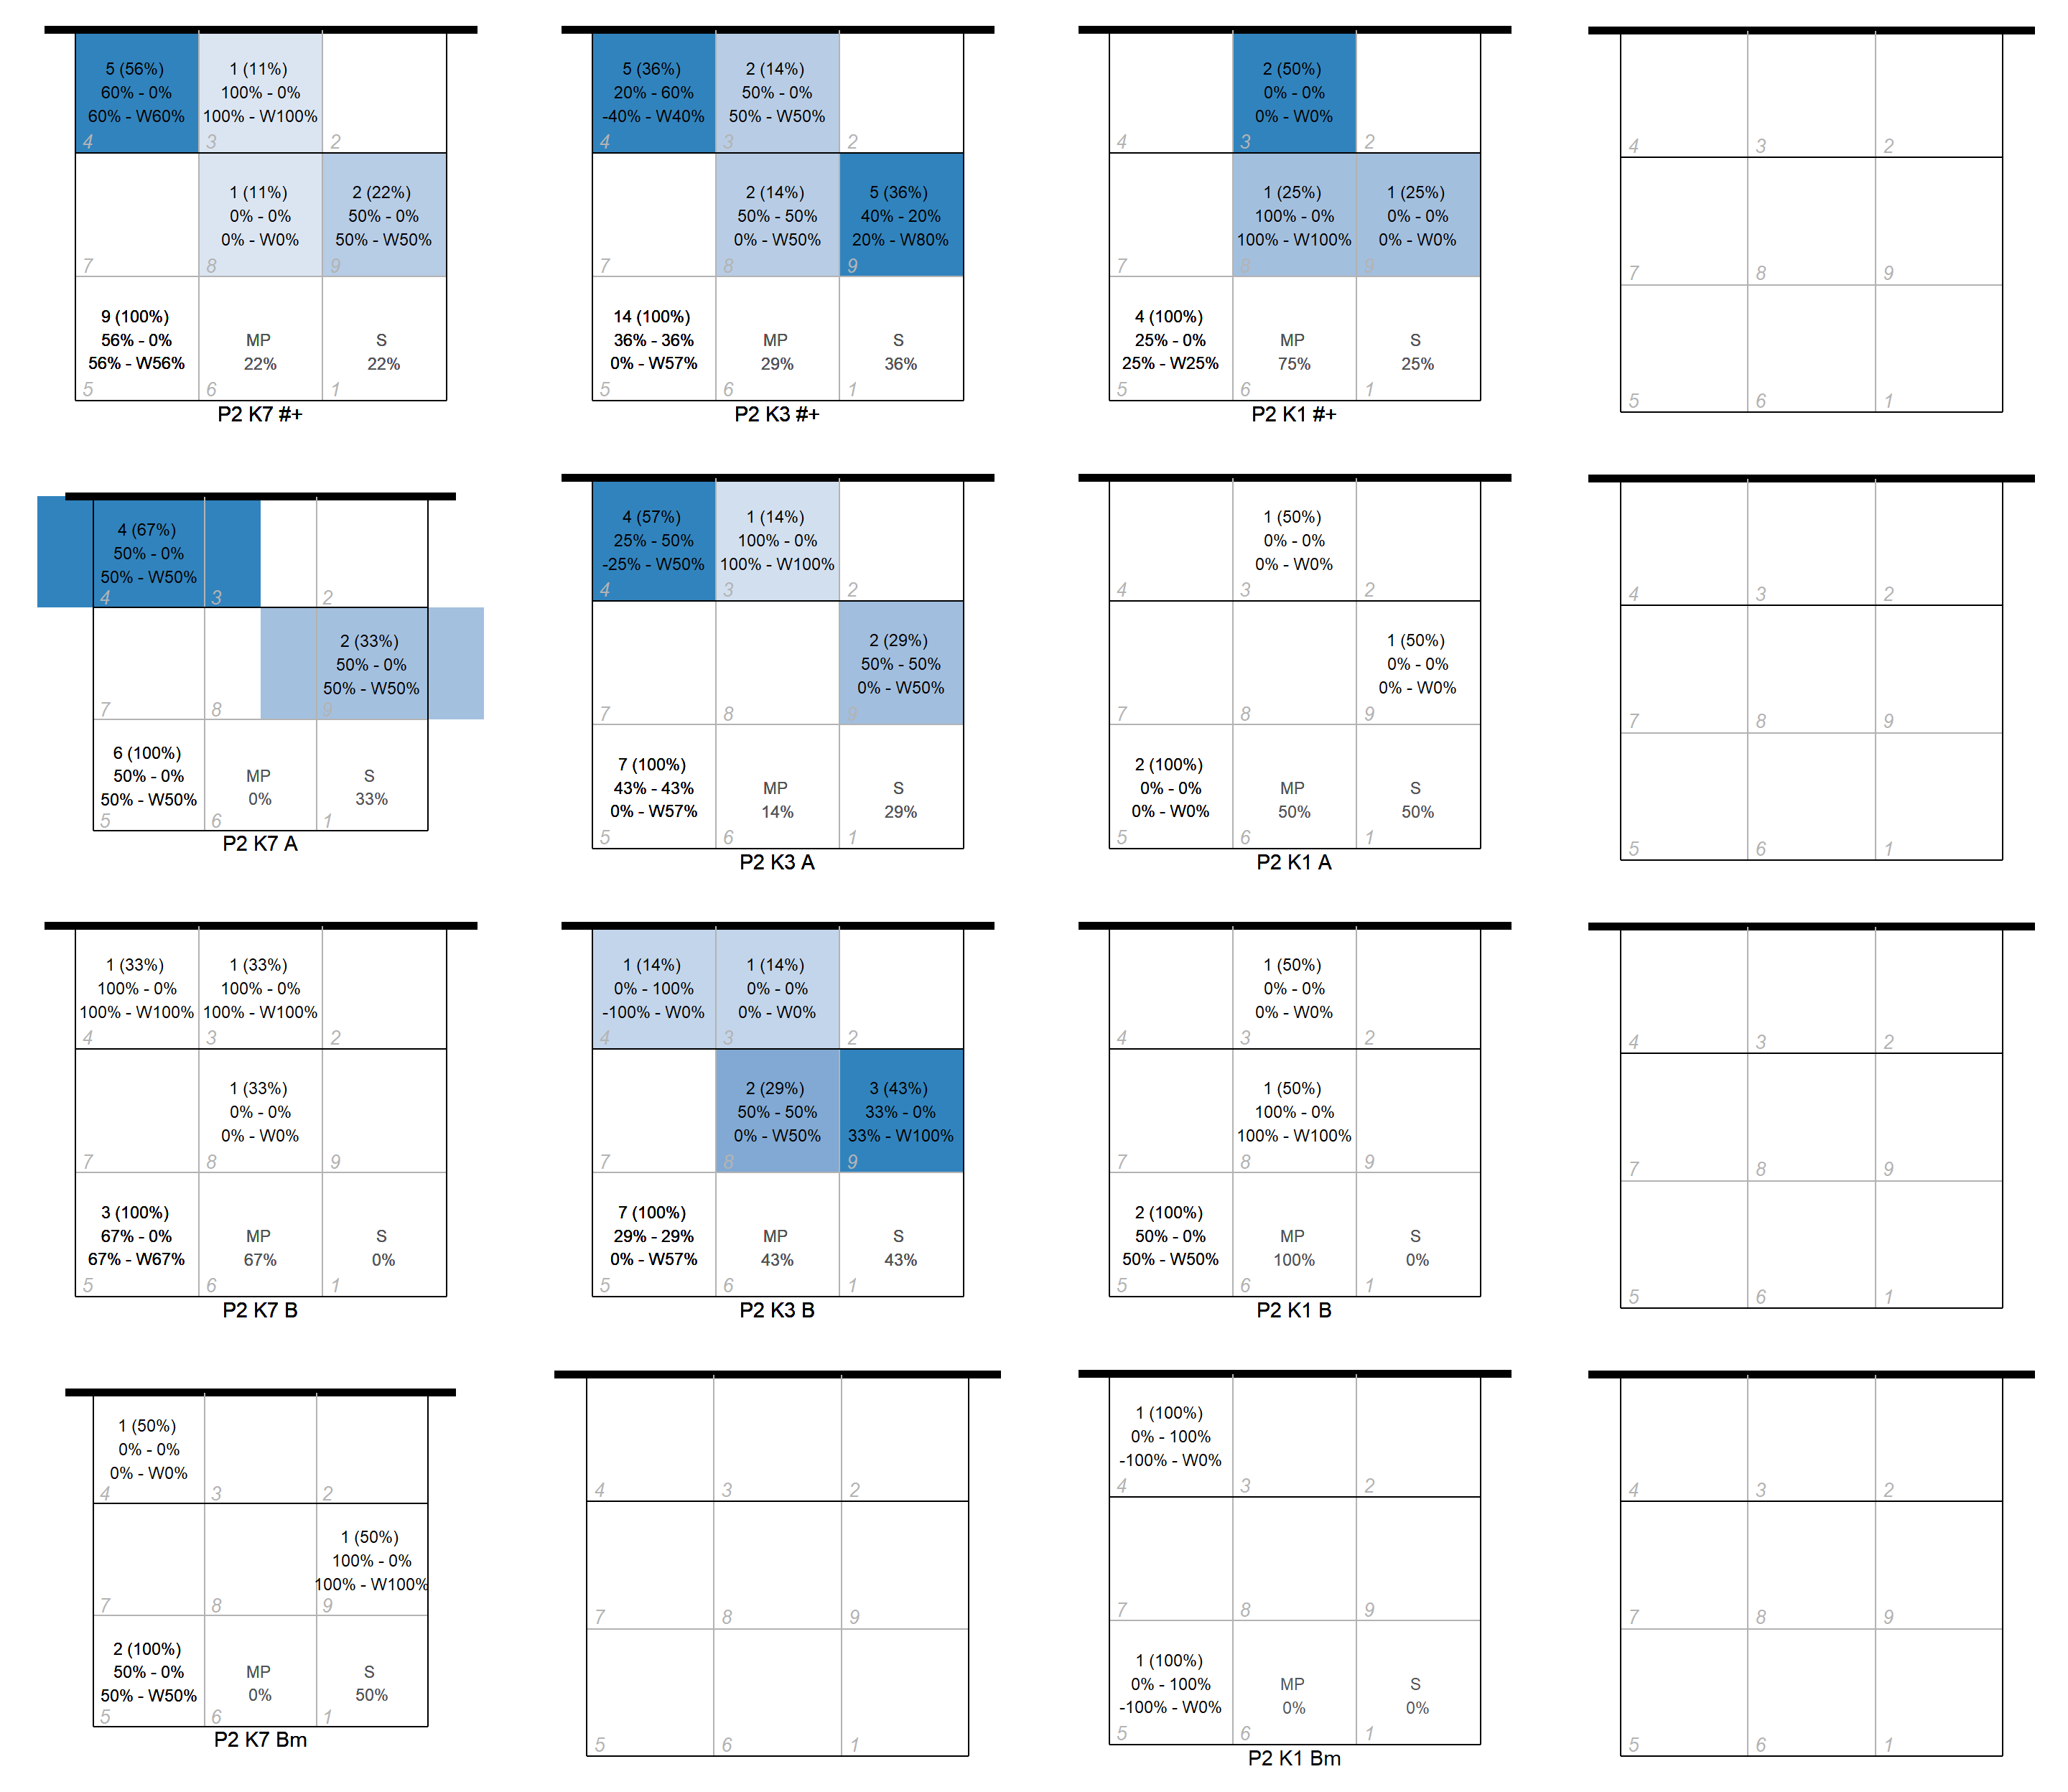 5 (56%)
60% - 0%
60% - W60%
4
1 (11%)
100% - 0%
100% - W100%
3
2
7
1 (11%)
0% - 0%
0% - W0%
8
2 (22%)
50% - 0%
50% - W50%
9
9 (100%)
56% - 0%
56% - W56%
5
MP
22%
6
S
22%
1
P2 K7 #+
5 (36%)
20% - 60%
-40% - W40%
4
2 (14%)
50% - 0%
50% - W50%
3
2
7
2 (14%)
50% - 50%
0% - W50%
8
5 (36%)
40% - 20%
20% - W80%
9
14 (100%)
36% - 36%
0% - W57%
5
MP
29%
6
S
36%
1
P2 K3 #+
4
2 (50%)
0% - 0%
0% - W0%
3
2
7
1 (25%)
100% - 0%
100% - W100%
8
1 (25%)
0% - 0%
0% - W0%
9
4 (100%)
25% - 0%
25% - W25%
5
MP
75%
6
S
25%
1
P2 K1 #+
4
3
2
7
8
9
5
6
1
4 (67%)
50% - 0%
50% - W50%
4
3
2
7
8
2 (33%)
50% - 0%
50% - W50%
9
6 (100%)
50% - 0%
50% - W50%
5
MP
0%
6
S
33%
1
P2 K7 A
4 (57%)
25% - 50%
-25% - W50%
4
1 (14%)
100% - 0%
100% - W100%
3
2
7
8
2 (29%)
50% - 50%
0% - W50%
9
7 (100%)
43% - 43%
0% - W57%
5
MP
14%
6
S
29%
1
P2 K3 A
4
1 (50%)
0% - 0%
0% - W0%
3
2
7
8
1 (50%)
0% - 0%
0% - W0%
9
2 (100%)
0% - 0%
0% - W0%
5
MP
50%
6
S
50%
1
P2 K1 A
4
3
2
7
8
9
5
6
1
1 (33%)
100% - 0%
100% - W100%
4
1 (33%)
100% - 0%
100% - W100%
3
2
7
1 (33%)
0% - 0%
0% - W0%
8
9
3 (100%)
67% - 0%
67% - W67%
5
MP
67%
6
S
0%
1
P2 K7 B
1 (14%)
0% - 100%
-100% - W0%
4
1 (14%)
0% - 0%
0% - W0%
3
2
7
2 (29%)
50% - 50%
0% - W50%
8
3 (43%)
33% - 0%
33% - W100%
9
7 (100%)
29% - 29%
0% - W57%
5
MP
43%
6
S
43%
1
P2 K3 B
4
1 (50%)
0% - 0%
0% - W0%
3
2
7
1 (50%)
100% - 0%
100% - W100%
8
9
2 (100%)
50% - 0%
50% - W50%
5
MP
100%
6
S
0%
1
P2 K1 B
4
3
2
7
8
9
5
6
1
1 (50%)
0% - 0%
0% - W0%
4
3
2
7
8
1 (50%)
100% - 0%
100% - W100%
9
2 (100%)
50% - 0%
50% - W50%
5
MP
0%
6
S
50%
1
P2 K7 Bm
4
3
2
7
8
9
5
6
1
1 (100%)
0% - 100%
-100% - W0%
4
3
2
7
8
9
1 (100%)
0% - 100%
-100% - W0%
5
MP
0%
6
S
0%
1
P2 K1 Bm
4
3
2
7
8
9
5
6
1